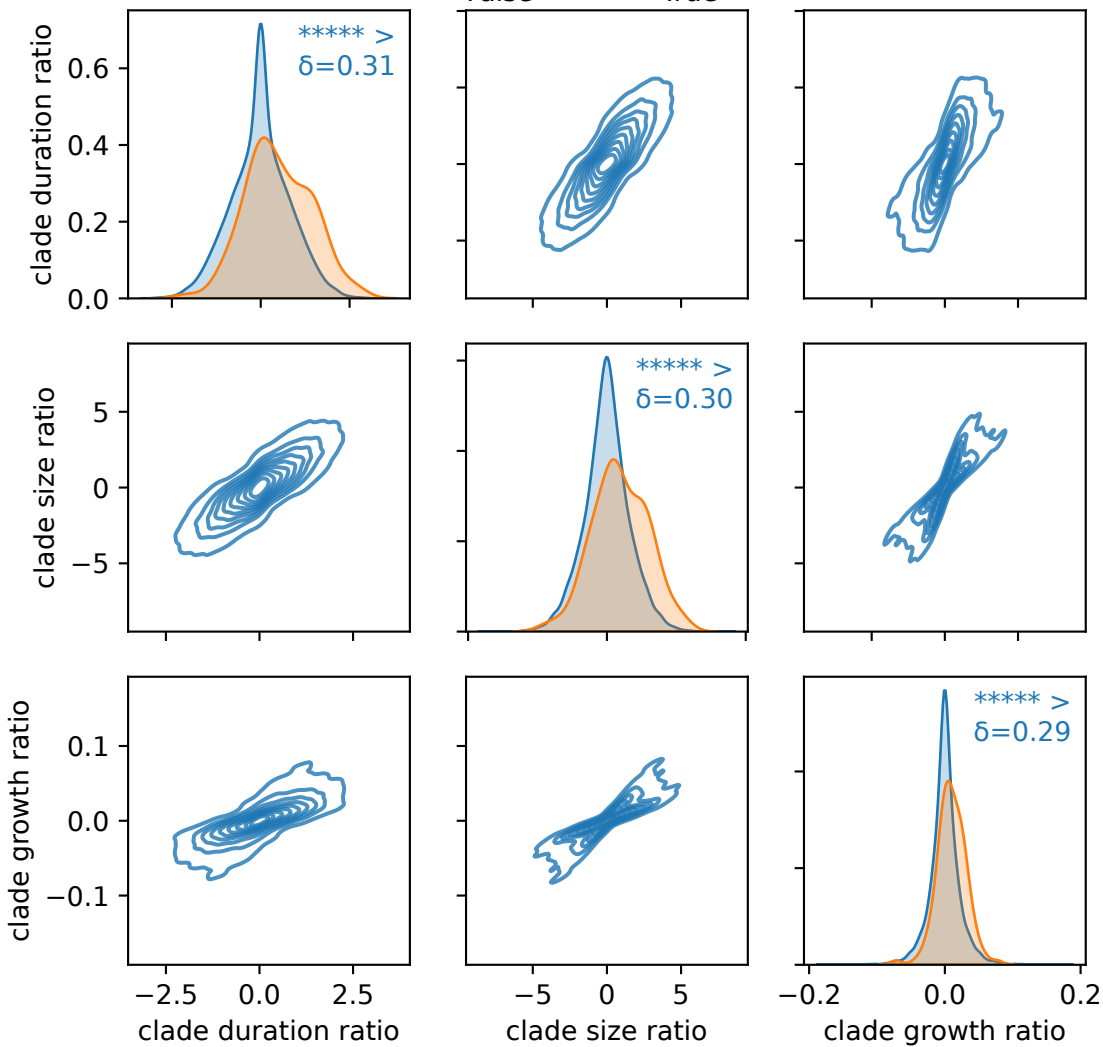 ***** >
δ=0.31
clade duration ratio
0.6
0.4
0.2
0.0
***** >
δ=0.30
clade size ratio
5
0
−5
***** >
δ=0.29
clade growth ratio
0.1
0.0
−0.1
−2.5 0.0 2.5
−5 0 5
−0.2 0.0 0.2
clade duration ratio
clade size ratio
clade growth ratio